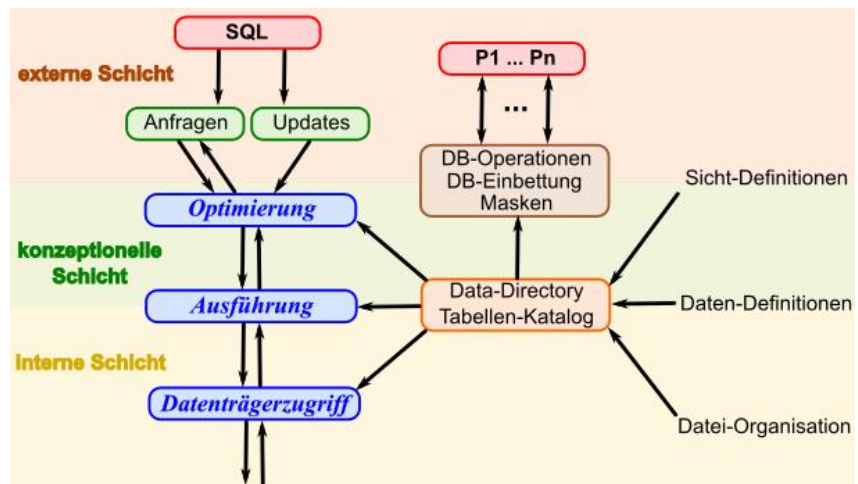 SQL
P1 ... Pn
externe Schicht
...
Anfragen
Updates
DB-Operationen
DB-Einbettung
Masken
Sicht-Definitionen
Optimierung
konzeptionelle
Schicht
Data-Directory
Tabellen-Katalog
Ausführung
Daten-Definitionen
interne Schicht
Datenträgerzugriff
Datei-Organisation